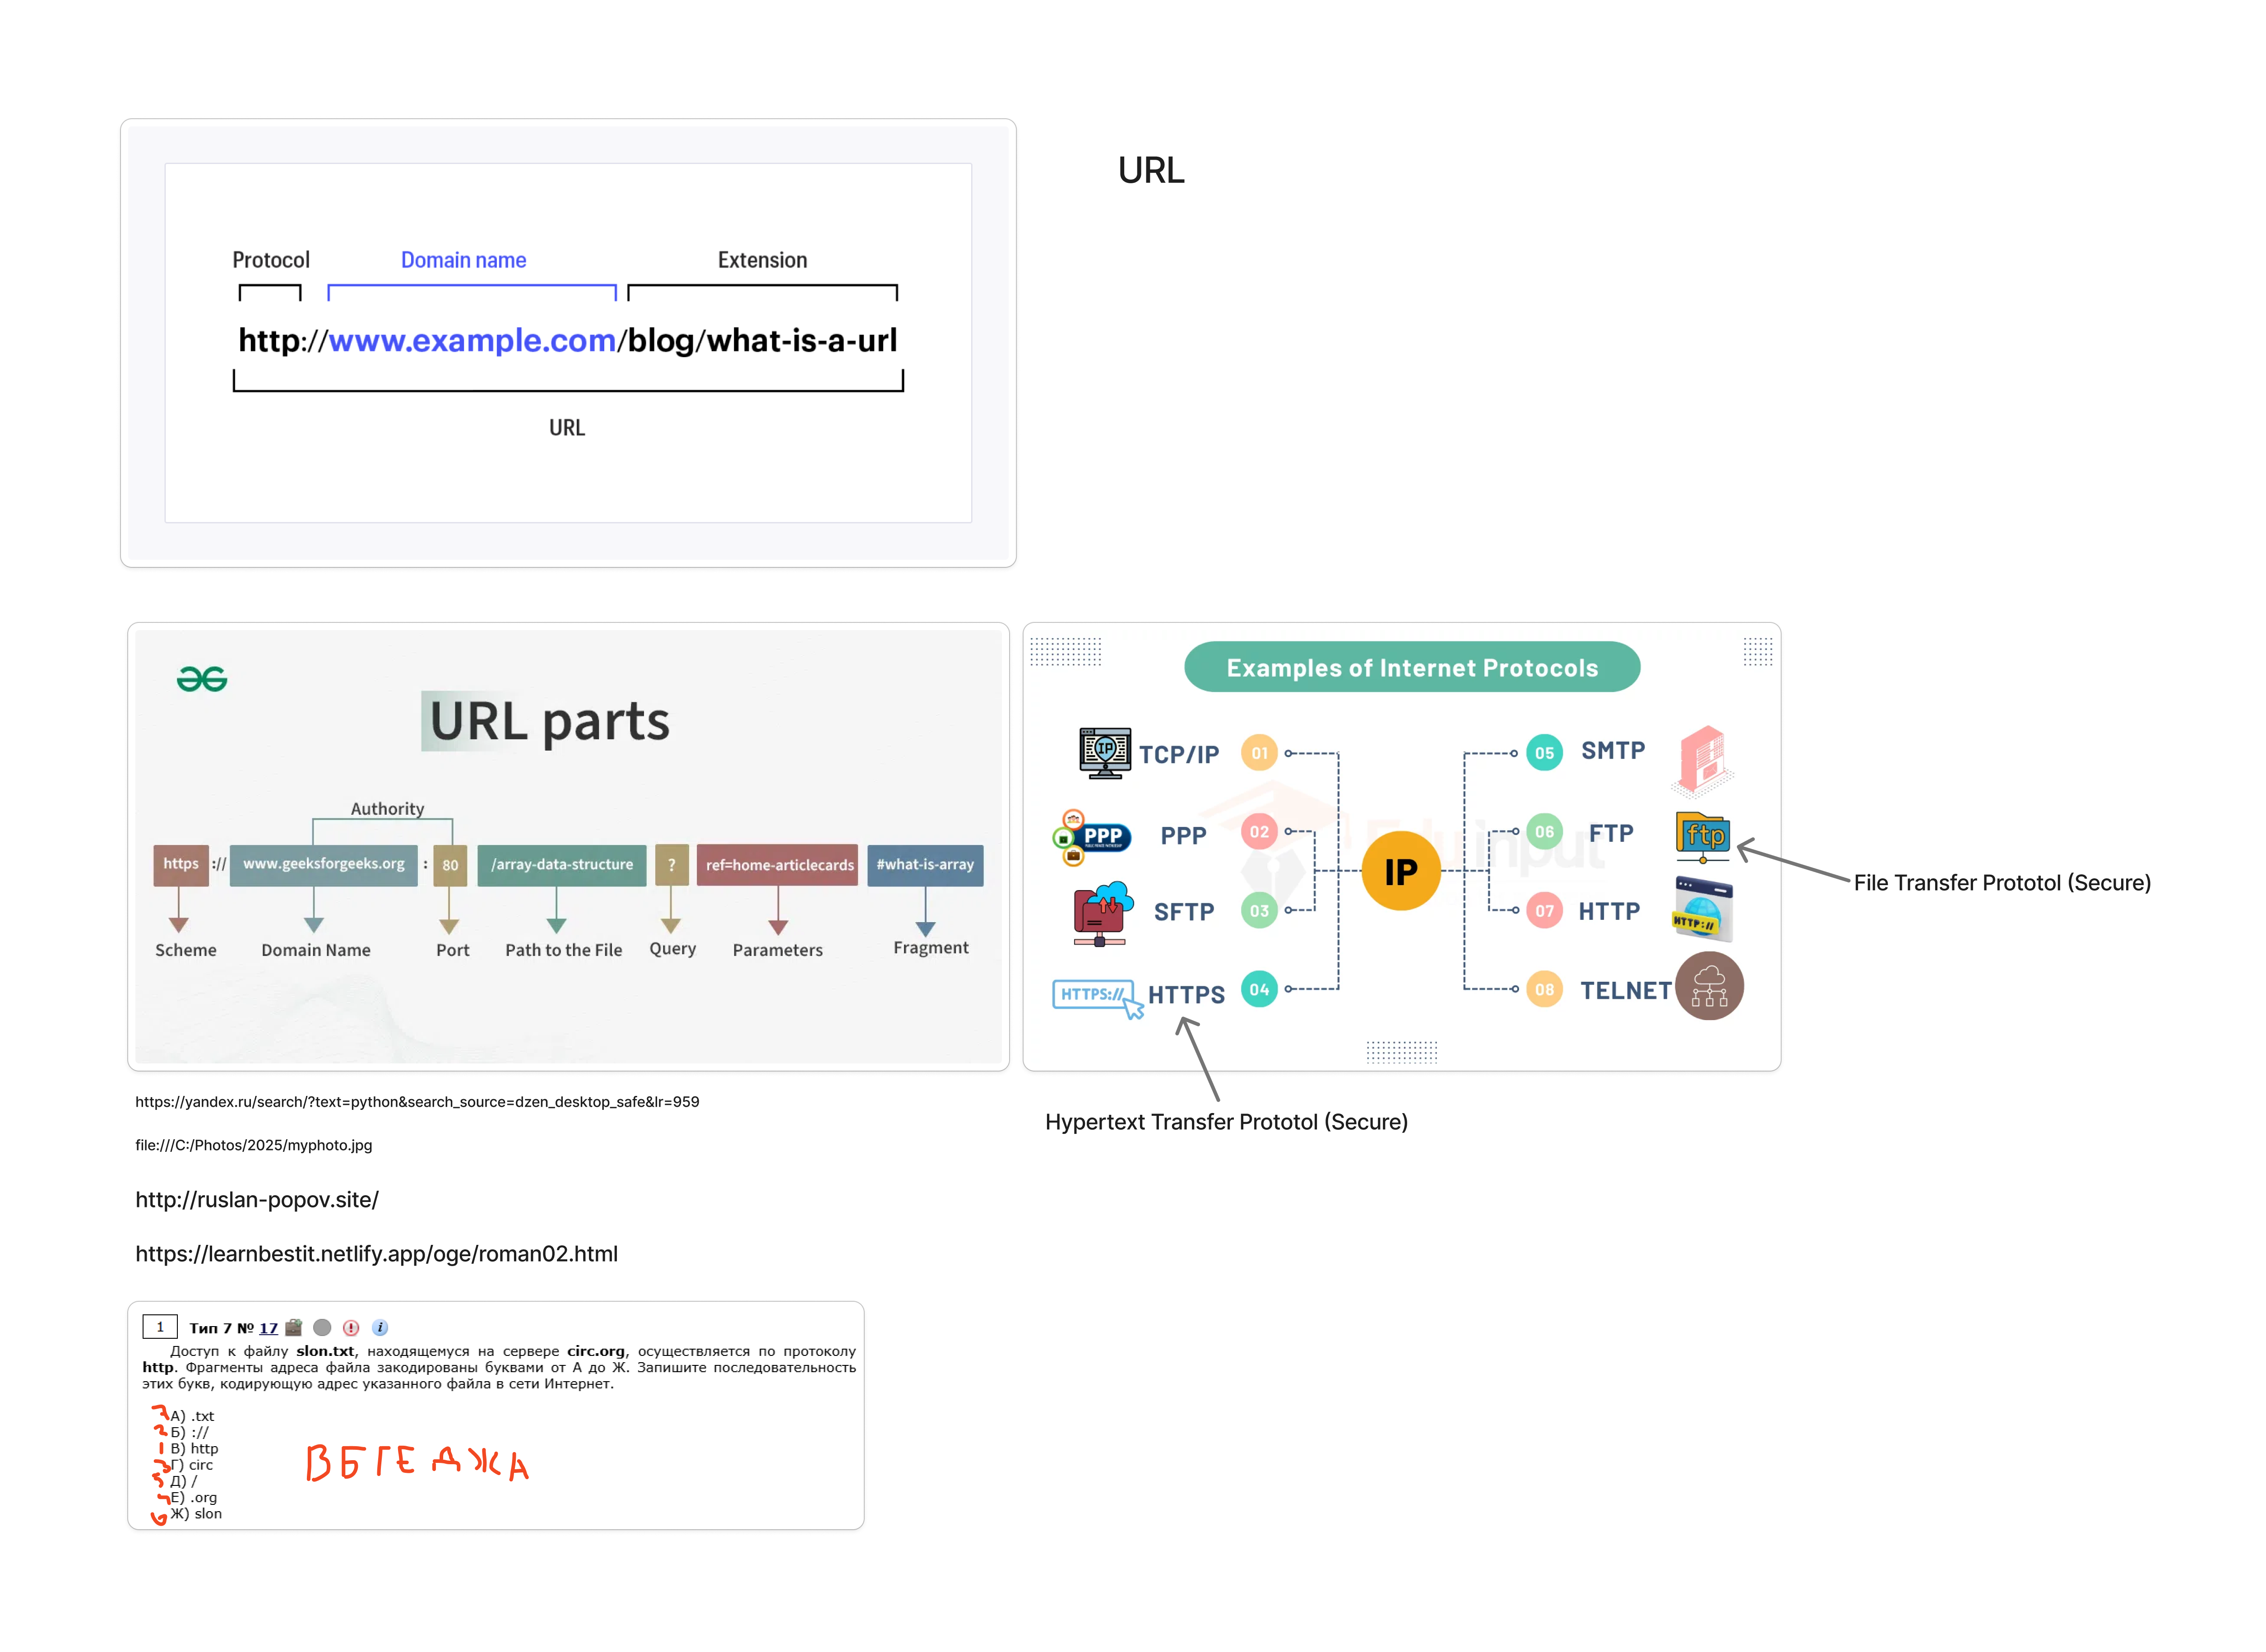 URL
Protocol Domain name Extension
http://www.example.com/blog/what-is-a-url
URL
URL parts
Authority
https :// www.geeksforgeeks.org : 80 /array-data-structure ? ref=home-articlecards #what-is-array
Scheme Domain Name Port Path to the File Query Parameters Fragment
Examples of Internet Protocols
IP TCP/IP 01
PPP PPP 02
SFTP 03
HTTPS:// HTTPS 04
IP
05 SMTP
06 FTP ftp
07 HTTP HTTP://
08 TELNET
Eduinput
File Transfer Prototol (Secure)
Hypertext Transfer Prototol (Secure)
https://yandex.ru/search/?text=python&search_source=dzen_desktop_safe&lr=959
file:///C:/Photos/2025/myphoto.jpg
http://ruslan-popov.site/
https://learnbestit.netlify.app/oge/roman02.html
1 Тип 7 № 17 i
Доступ к файлу slon.txt, находящемуся на сервере circ.org, осуществляется по протоколу
http. Фрагменты адреса файла закодированы буквами от А до Ж. Запишите последовательность
этих букв, кодирующую адрес указанного файла в сети Интернет.
7 А) .txt
2 Б) ://
1 В) http
3 Г) circ
5 Д) /
Е) .org
6 Ж) slon
ВБГЕДЖА